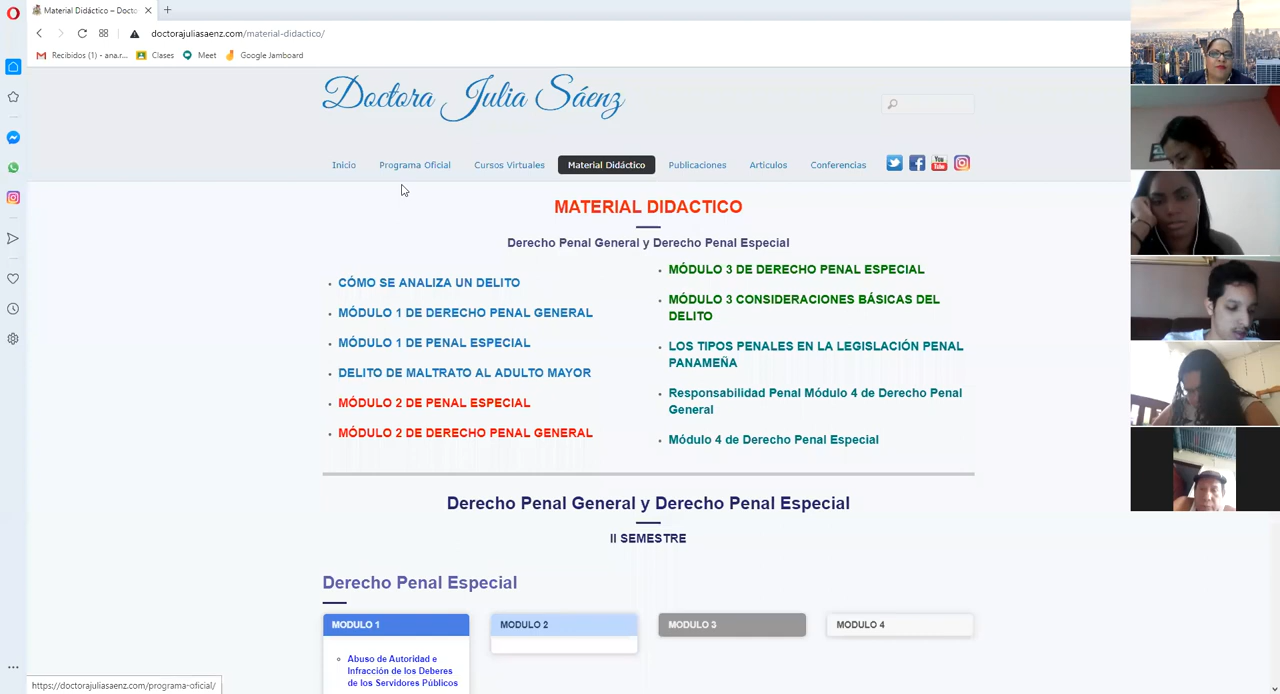 Material Didáctico – Docto
doctorajuliasaenz.com/material-didactico/
Recibidos (1) - ana.r... Clases Meet Google Jamboard
Doctora Julia Sáenz
Inicio Programa Oficial Cursos Virtuales Material Didáctico Publicaciones Articulos Conferencias
MATERIAL DIDACTICO
Derecho Penal General y Derecho Penal Especial
CÓMO SE ANALIZA UN DELITO
MÓDULO 1 DE DERECHO PENAL GENERAL
MÓDULO 1 DE PENAL ESPECIAL
DELITO DE MALTRATO AL ADULTO MAYOR
MÓDULO 2 DE PENAL ESPECIAL
MÓDULO 2 DE DERECHO PENAL GENERAL
MÓDULO 3 DE DERECHO PENAL ESPECIAL
MÓDULO 3 CONSIDERACIONES BÁSICAS DEL
DELITO
LOS TIPOS PENALES EN LA LEGISLACIÓN PENAL
PANAMEÑA
Responsabilidad Penal Módulo 4 de Derecho Penal
General
Módulo 4 de Derecho Penal Especial
Derecho Penal General y Derecho Penal Especial
II SEMESTRE
Derecho Penal Especial
MODULO 1 MODULO 2 MODULO 3 MODULO 4
Abuso de Autoridad e
Infracción de los Deberes
de los Servidores Públicos
https://doctorajuliasaenz.com/programa-oficial/